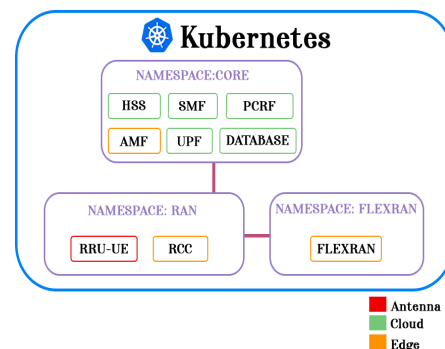 Kubernetes
NAMESPACE:CORE
HSS SMF PCRF
AMF UPF DATABASE
NAMESPACE: RAN
RRU-UE RCC
NAMESPACE: FLEXRAN
FLEXRAN
Antenna
Cloud
Edge